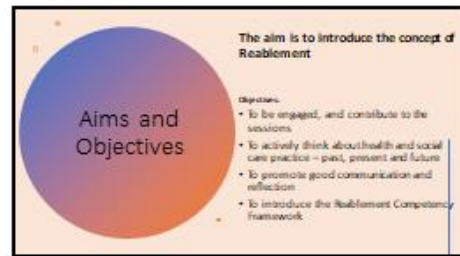 Aims and
Objectives
The aim is to introduce the concept of
Reablement
Objectives:
• To be engaged, and contribute to the
sessions
• To actively think about health and social
care practice – past, present and future
• To promote good communication and
reflection
• To introduce the Reablement Competency
Framework